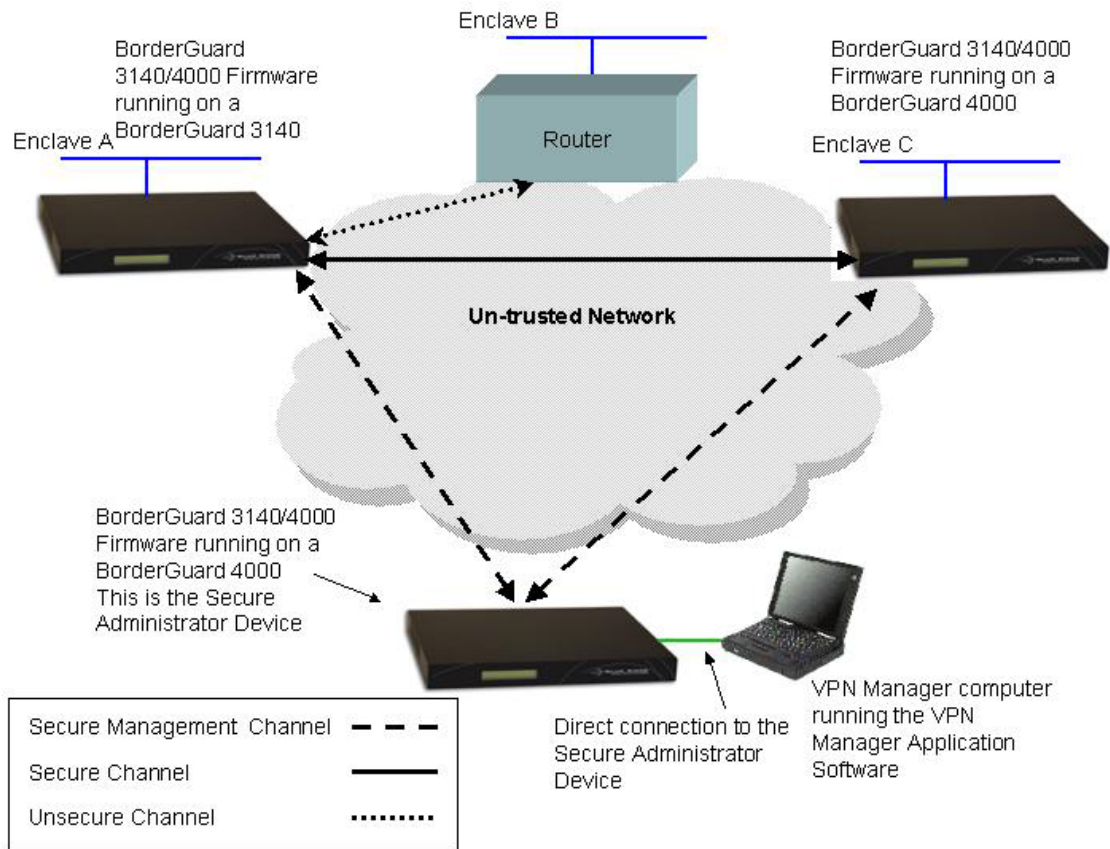 Enclave B
BorderGuard
3140/4000 Firmware
running on a
BorderGuard 3140
BorderGuard 3140/4000
Firmware running on a
BorderGuard 4000
Enclave A
Router
Enclave C
Un-trusted Network
BorderGuard 3140/4000
Firmware running on a
BorderGuard 4000
This is the Secure
Administrator Device
Direct connection to the
Secure Administrator
Device
VPN Manager computer
running the VPN
Manager Application
Software
Secure Management Channel
Secure Channel
Unsecure Channel